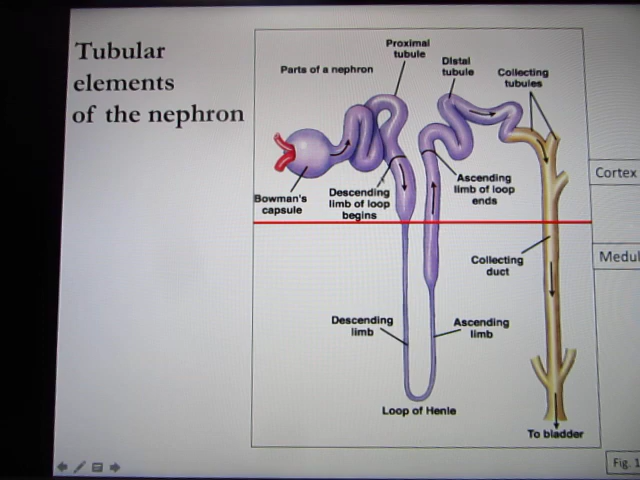 Tubular
elements
of the nephron
Parts of a nephron
Proximal
tubule
Distal
tubule
Collecting
tubules
Bowman's
capsule
Descending
limb of loop
begins
Ascending
limb of loop
ends
Cortex
Collecting
duct
Medul
Descending
limb
Ascending
limb
Loop of Henle
To bladder
Fig. 1